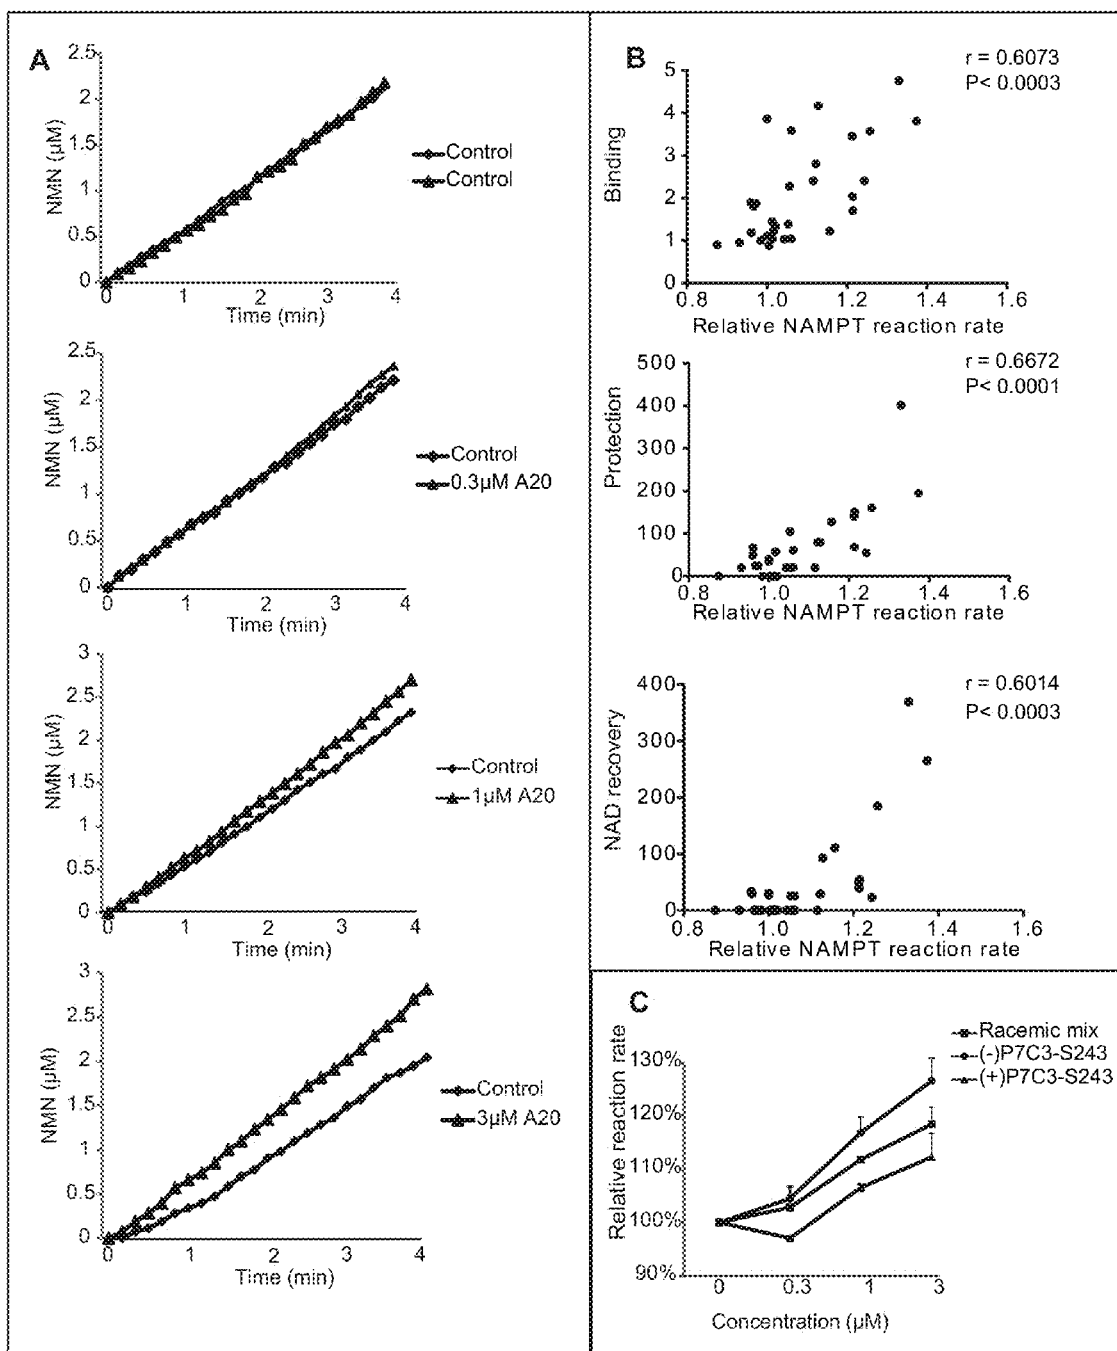 A
2.5
2
1.5
1
0.5
0
NMN (µM)
Control
Control
0 1 2 3 4
Time (min)
2.5
2
1.5
1
0.5
0
NMN (µM)
Control
0.3µM A20
0 1 2 3 4
Time (min)
3
2.5
2
1.5
1
0.5
0
NMN (µM)
Control
1µM A20
0 1 2 3 4
Time (min)
3
2.5
2
1.5
1
0.5
0
NMN (µM)
Control
3µM A20
0 1 2 3 4
Time (min)
B
r = 0.6073
P< 0.0003
5
4
3
2
1
0
Binding
0.8 1.0 1.2 1.4 1.6
Relative NAMPT reaction rate
r = 0.6672
P< 0.0001
500
400
300
200
100
0
Protection
0.8 1.0 1.2 1.4 1.6
Relative NAMPT reaction rate
r = 0.6014
P< 0.0003
400
300
200
100
0
NAD recovery
0.8 1.0 1.2 1.4 1.6
Relative NAMPT reaction rate
C
Racemic mix
(-)P7C3-S243
(+)P7C3-S243
130%
120%
110%
100%
90%
Relative reaction rate
0 0.3 1 3
Concentration (µM)